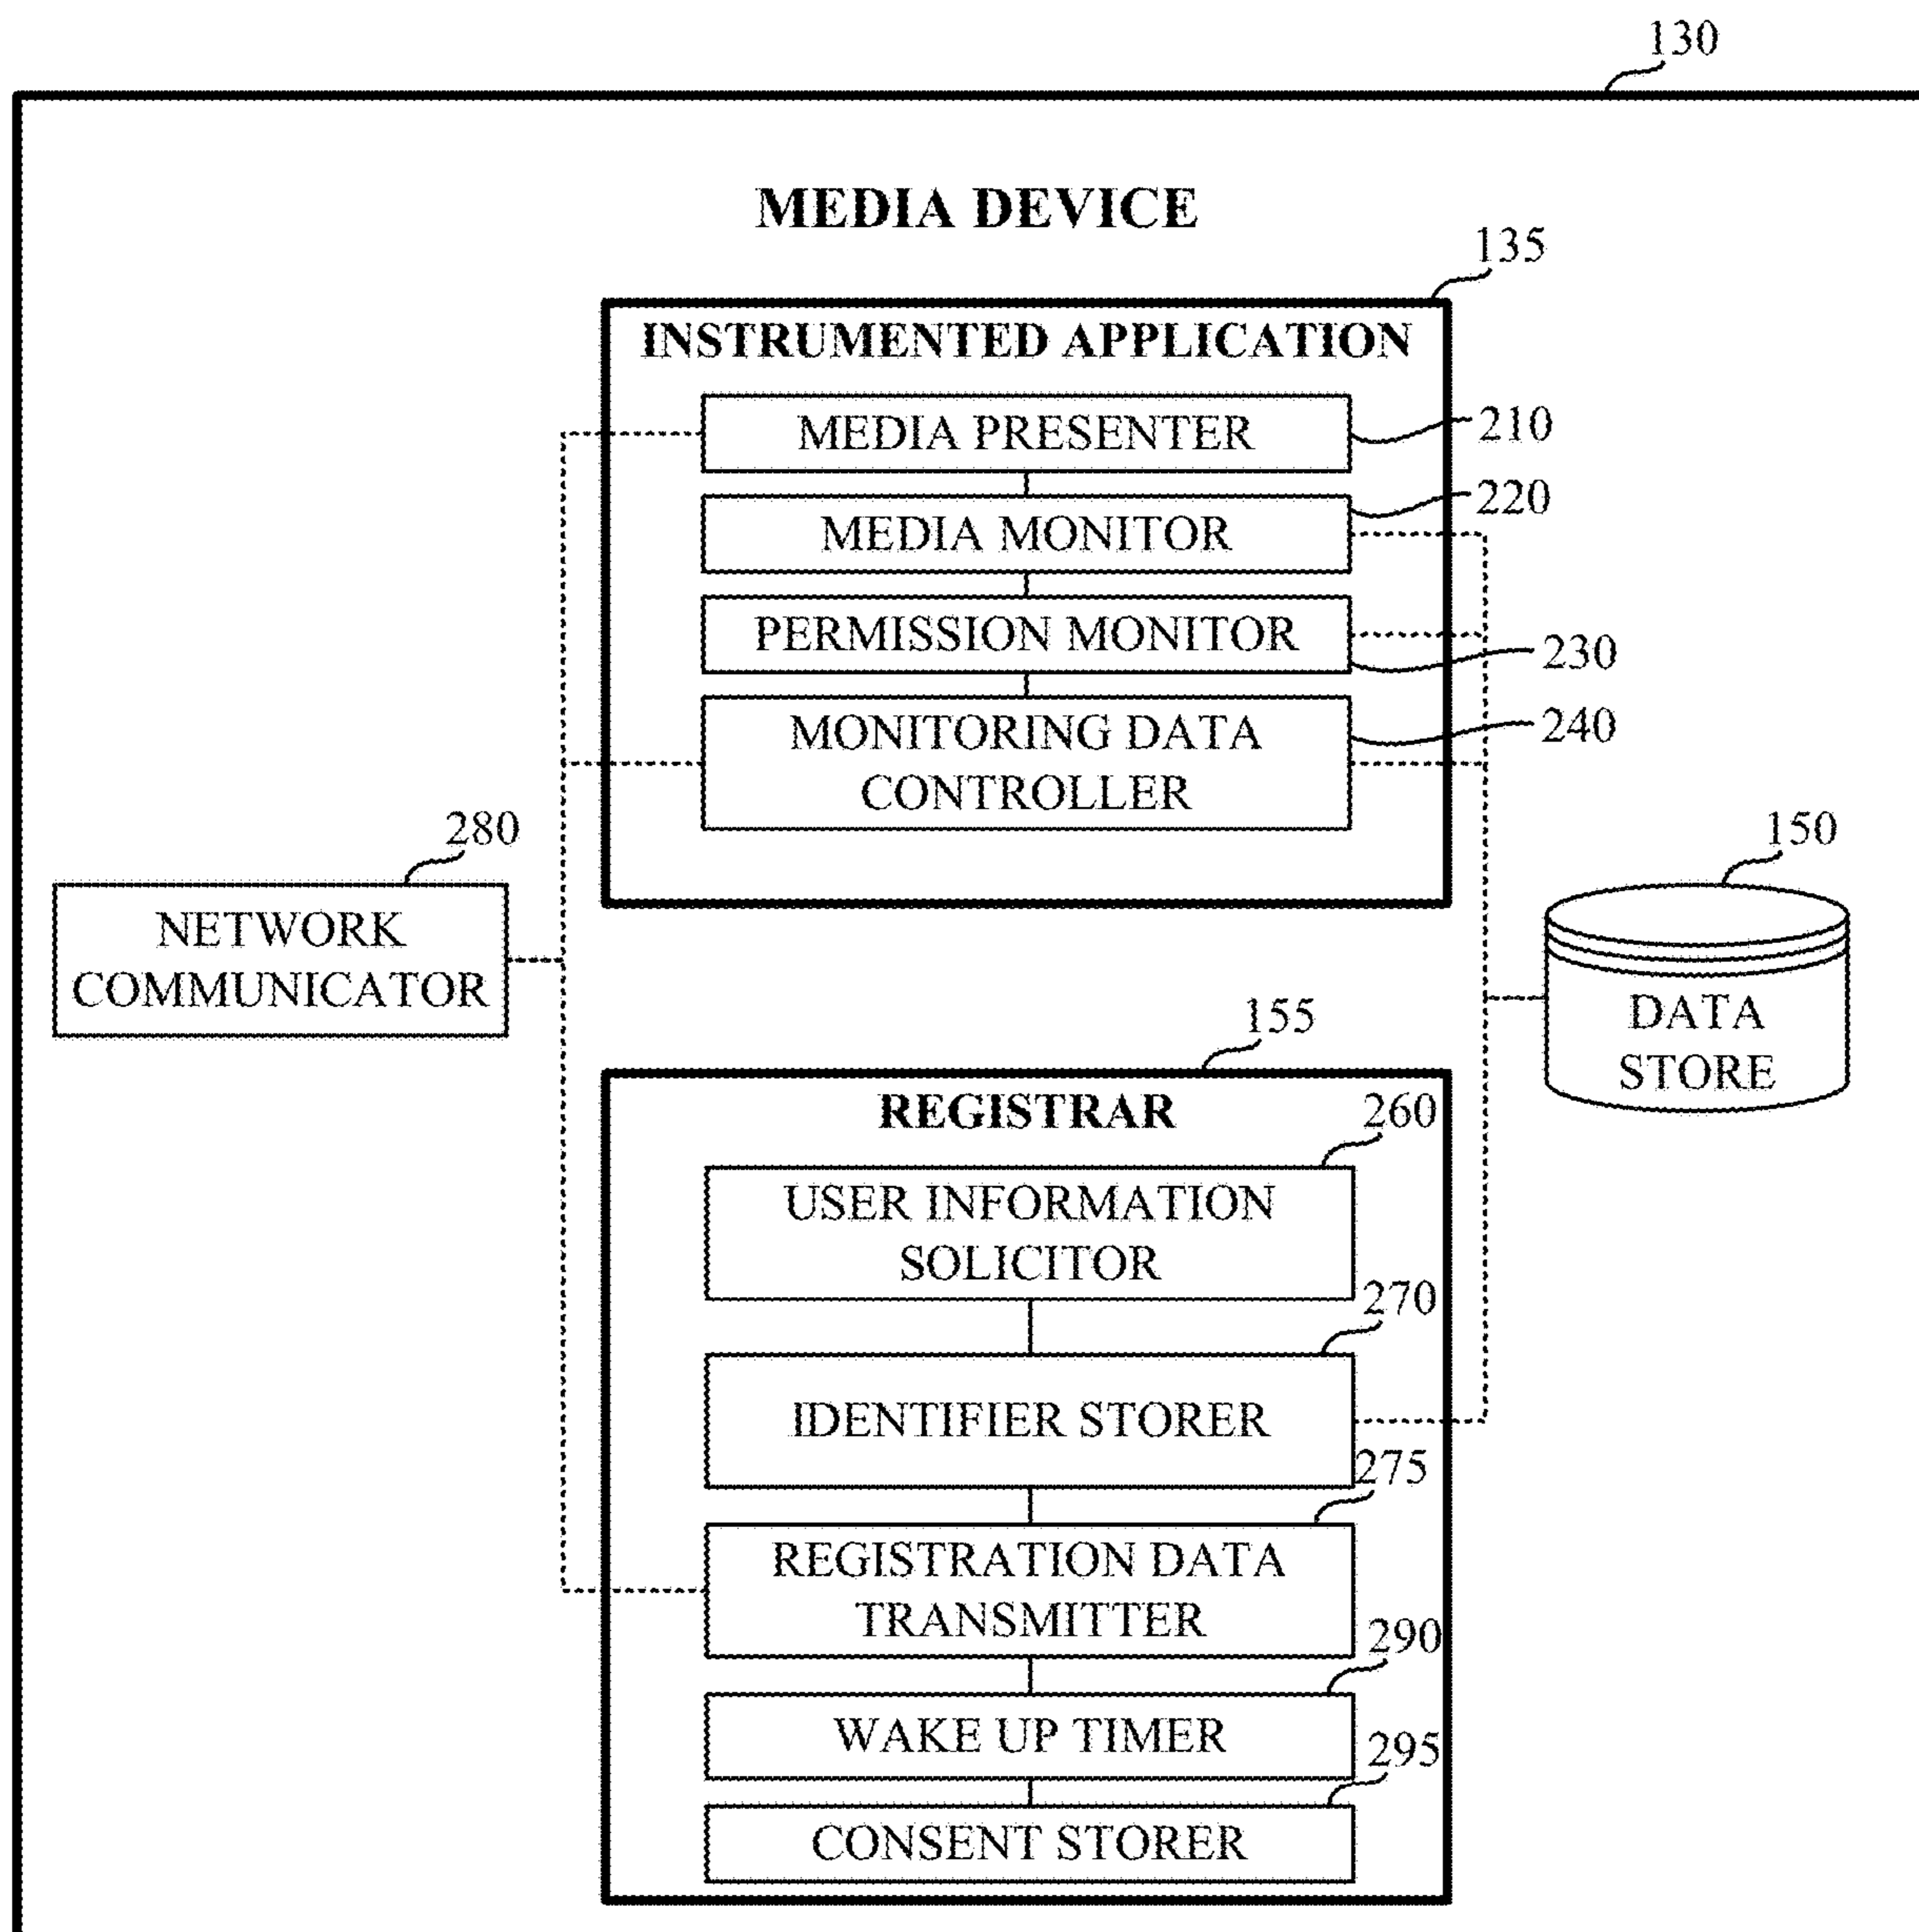 130
MEDIA DEVICE
135
INSTRUMENTED APPLICATION
MEDIA PRESENTER
210
220
MEDIA MONITOR
PERMISSION MONITOR
230
MONITORING DATA
CONTROLLER
240
280
NETWORK
COMMUNICATOR
150
DATA
STORE
155
REGISTRAR
260
USER INFORMATION
SOLICITOR
270
IDENTIFIER STORER
275
REGISTRATION DATA
TRANSMITTER
290
WAKE UP TIMER
295
CONSENT STORER